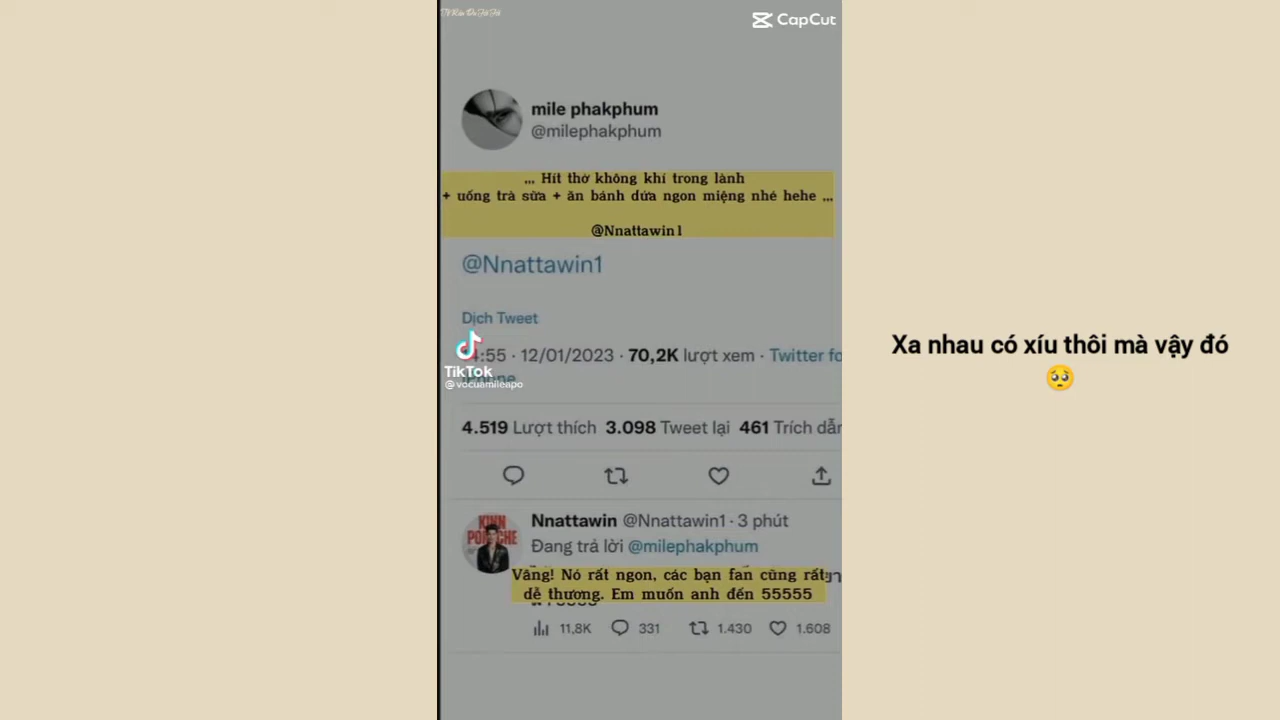 CapCut
mile phakphum
@milephakphum
... Hít thở không khí trong lành
+ uống trà sữa + ăn bánh dứa ngon miệng nhé hehe ...
@Nnattawin1
@Nnattawin1
Dịch Tweet
:55 · 12/01/2023 · 70,2K lượt xem · Twitter fo
iPhone
TikTok
@vocuamileapo
4.519 Lượt thích 3.098 Tweet lại 461 Trích dẫn
KINN
PORSCHE
Nnattawin @Nnattawin1 · 3 phút
Đang trả lời @milephakphum
Vâng! Nó rất ngon, các bạn fan cũng rất
dễ thương. Em muốn anh đến 55555
11,8K 331 1.430 1.608
Xa nhau có xíu thôi mà vậy đó
🥺